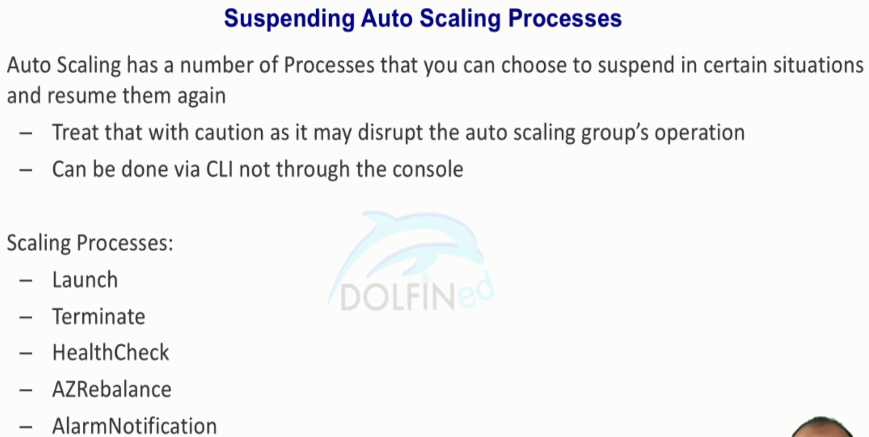 Suspending Auto Scaling Processes
Auto Scaling has a number of Processes that you can choose to suspend in certain situations
and resume them again
– Treat that with caution as it may disrupt the auto scaling group's operation
– Can be done via CLI not through the console
Scaling Processes:
– Launch
DOLFINed
– Terminate
– HealthCheck
– AZRebalance
– AlarmNotification